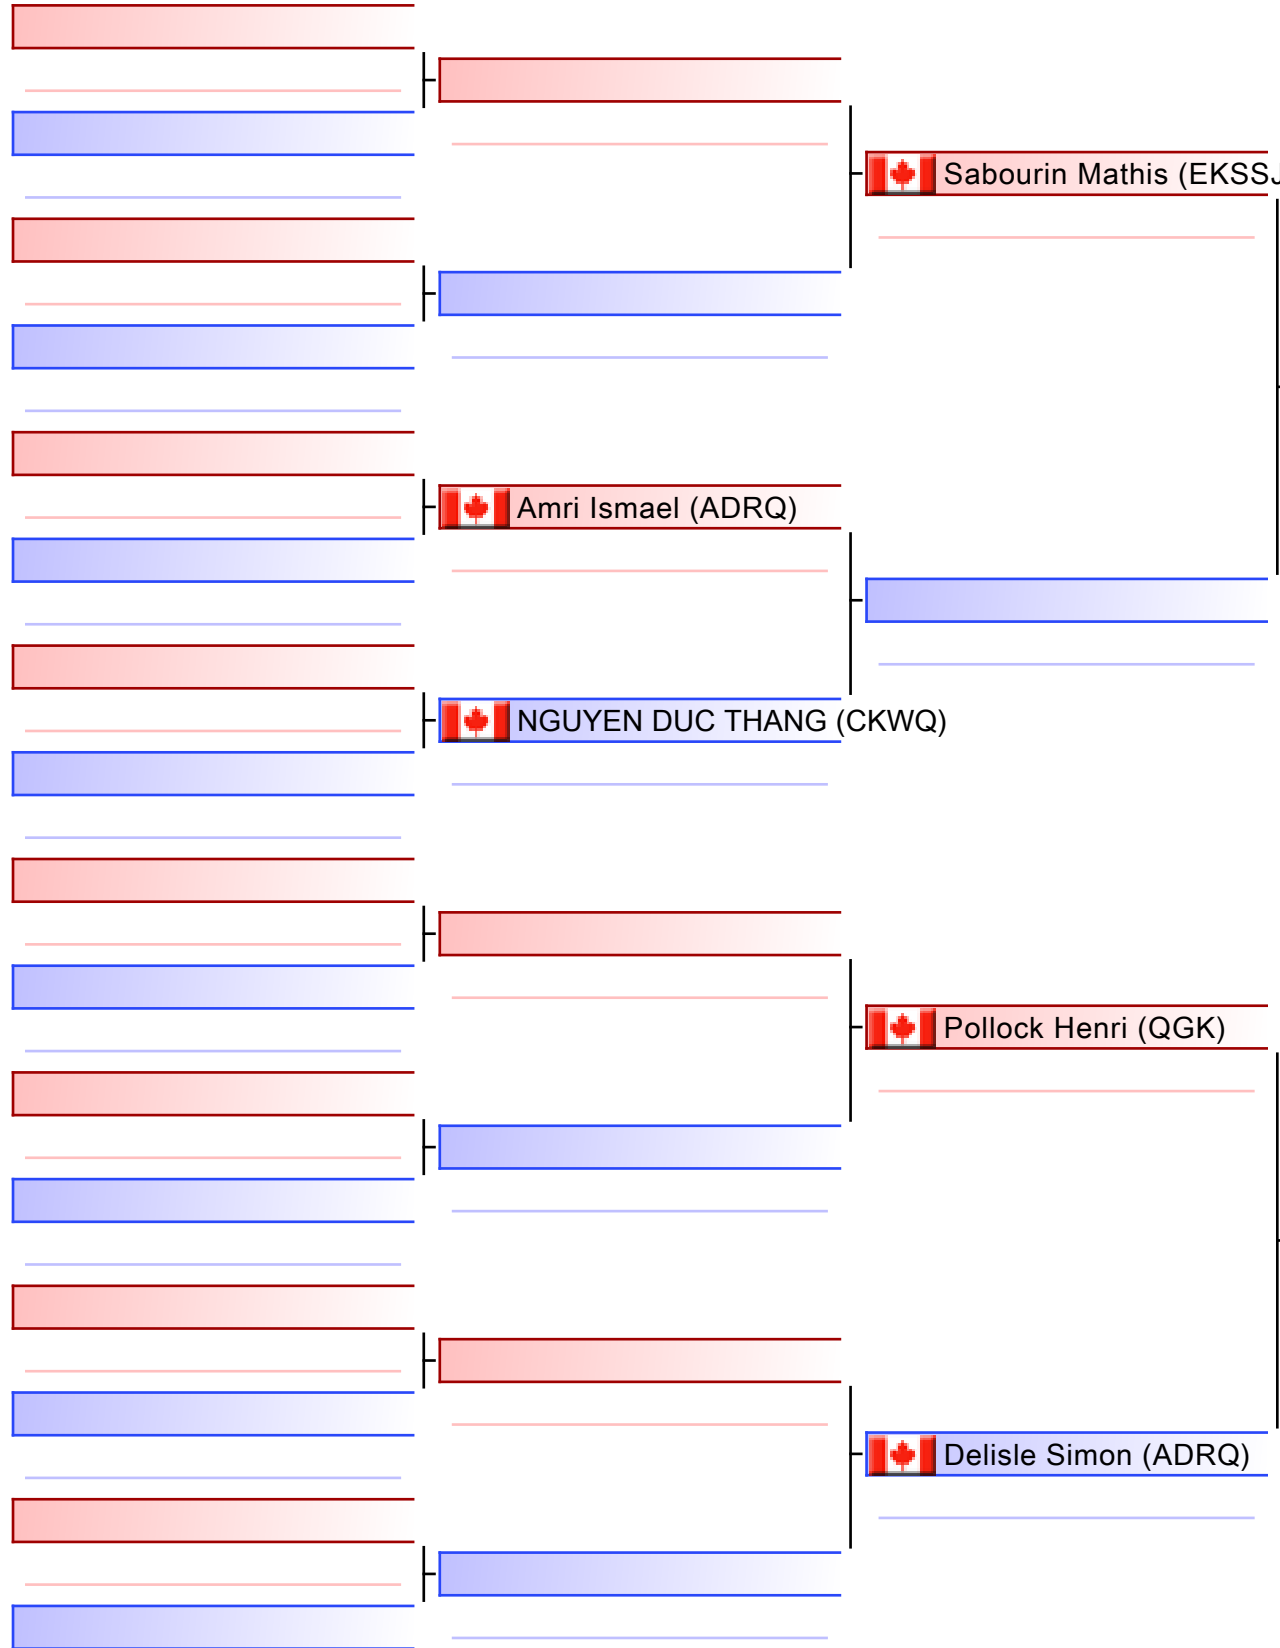 Sabourin Mathis (EKSSJ
Amri Ismael (ADRQ)
NGUYEN DUC THANG (CKWQ)
Pollock Henri (QGK)
Delisle Simon (ADRQ)